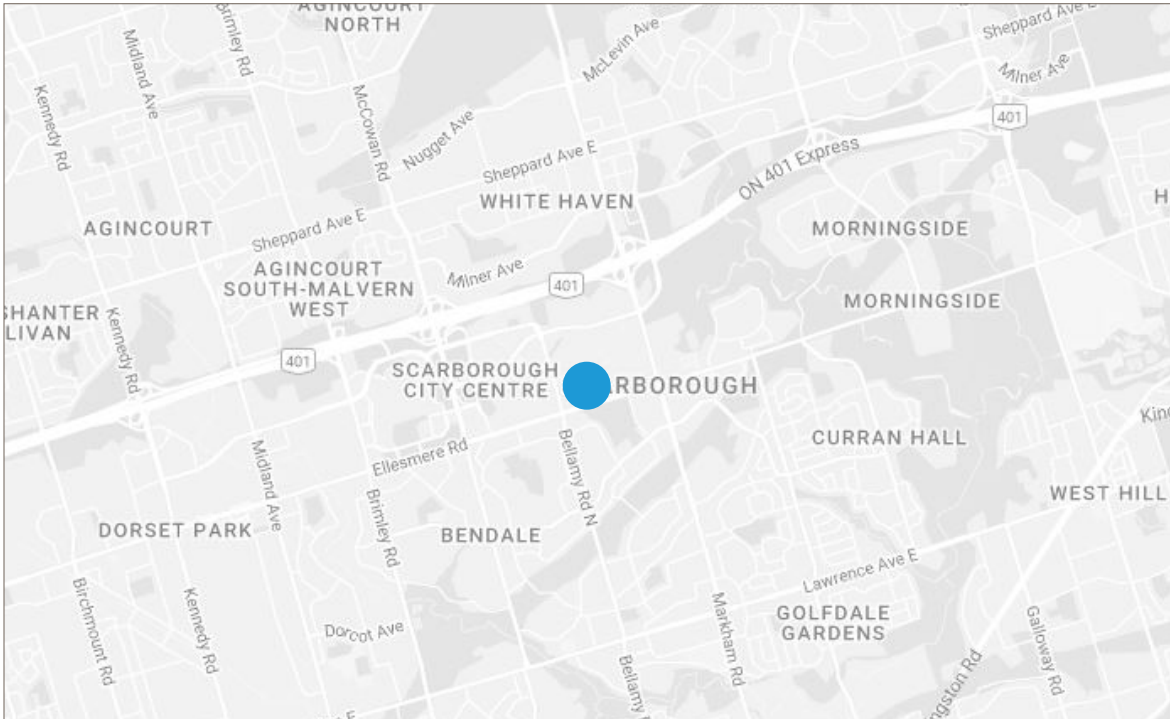 AGINCOURT
NORTH
Brimley Rd
Midland Ave
McCowan Rd
McLevin Ave
Sheppard Ave E
Milner Ave
401
Kennedy Rd
Nugget Ave
Sheppard Ave E
ON 401 Express
WHITE HAVEN
H
AGINCOURT
Sheppard Ave E
MORNINGSIDE
AGINCOURT
SOUTH-MALVERN
WEST
Milner Ave
401
MORNINGSIDE
SHANTER
LIVAN
Kennedy Rd
401
SCARBOROUGH
CITY CENTRE
ARBOROUGH
King
CURRAN HALL
Ellesmere Rd
Midland Ave
Bellamy Rd N
Brimley Rd
WEST HILL
DORSET PARK
BENDALE
Lawrence Ave E
Birchmount Rd
Kennedy Rd
Dorcot Ave
Markham Rd
GOLFDALE
GARDENS
Galloway Rd
Bellamy
ngston Rd
E